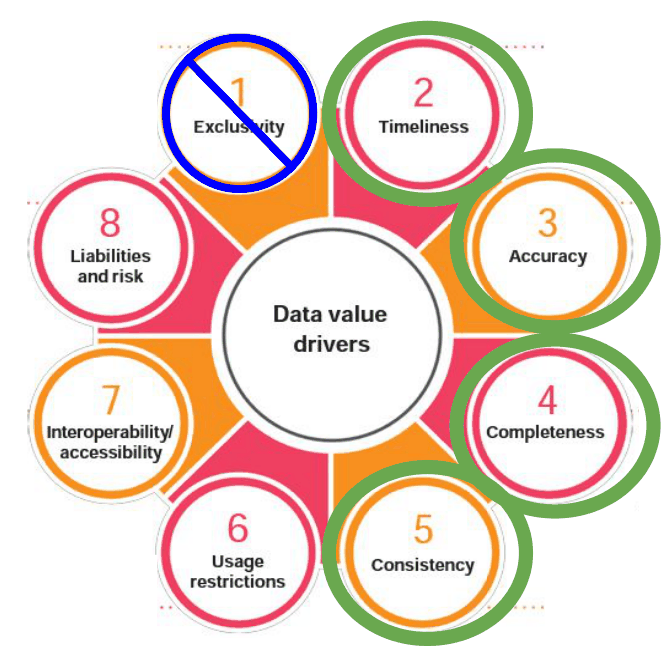 1
Exclusivity
2
Timeliness
3
Accuracy
4
Completeness
5
Consistency
6
Usage
restrictions
7
Interoperability/
accessibility
8
Liabilities
and risk
Data value
drivers